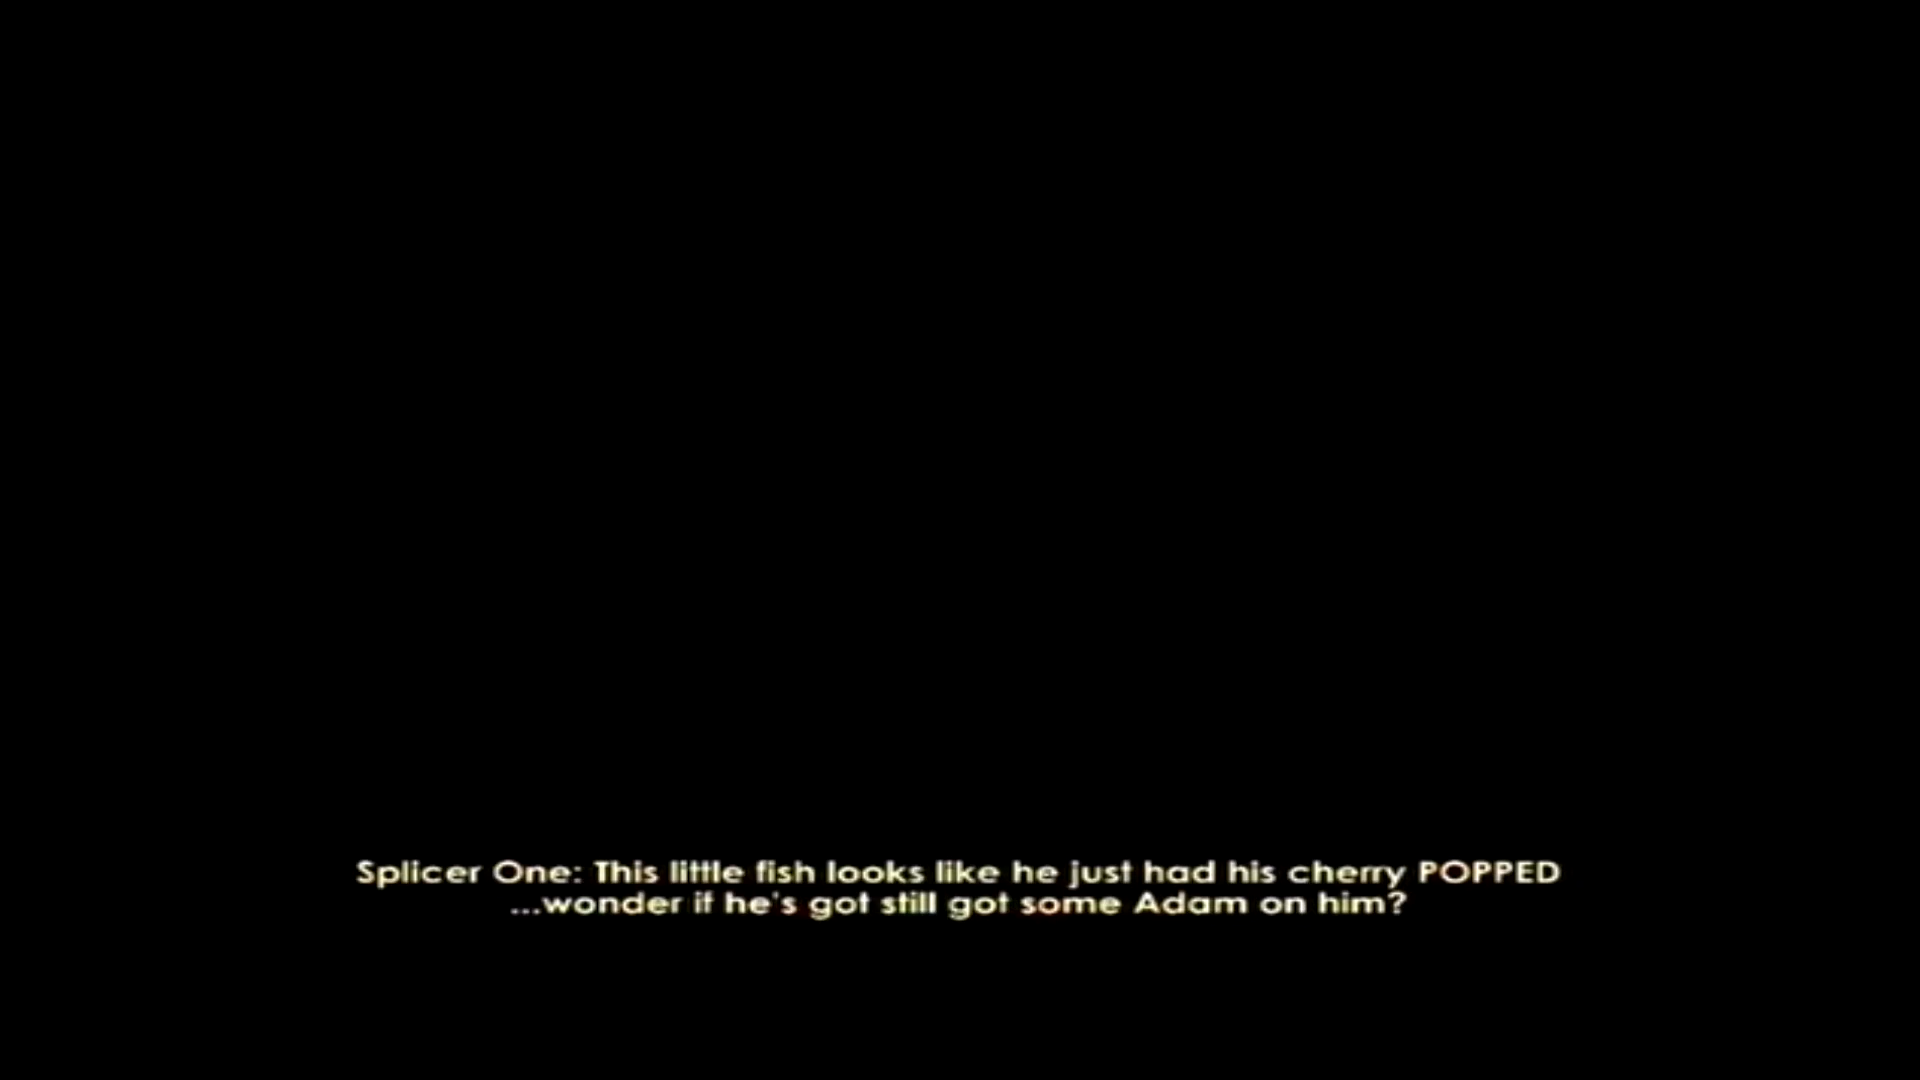 Splicer One: This little fish looks like he just had his cherry POPPED
...wonder if he's got still got some Adam on him?